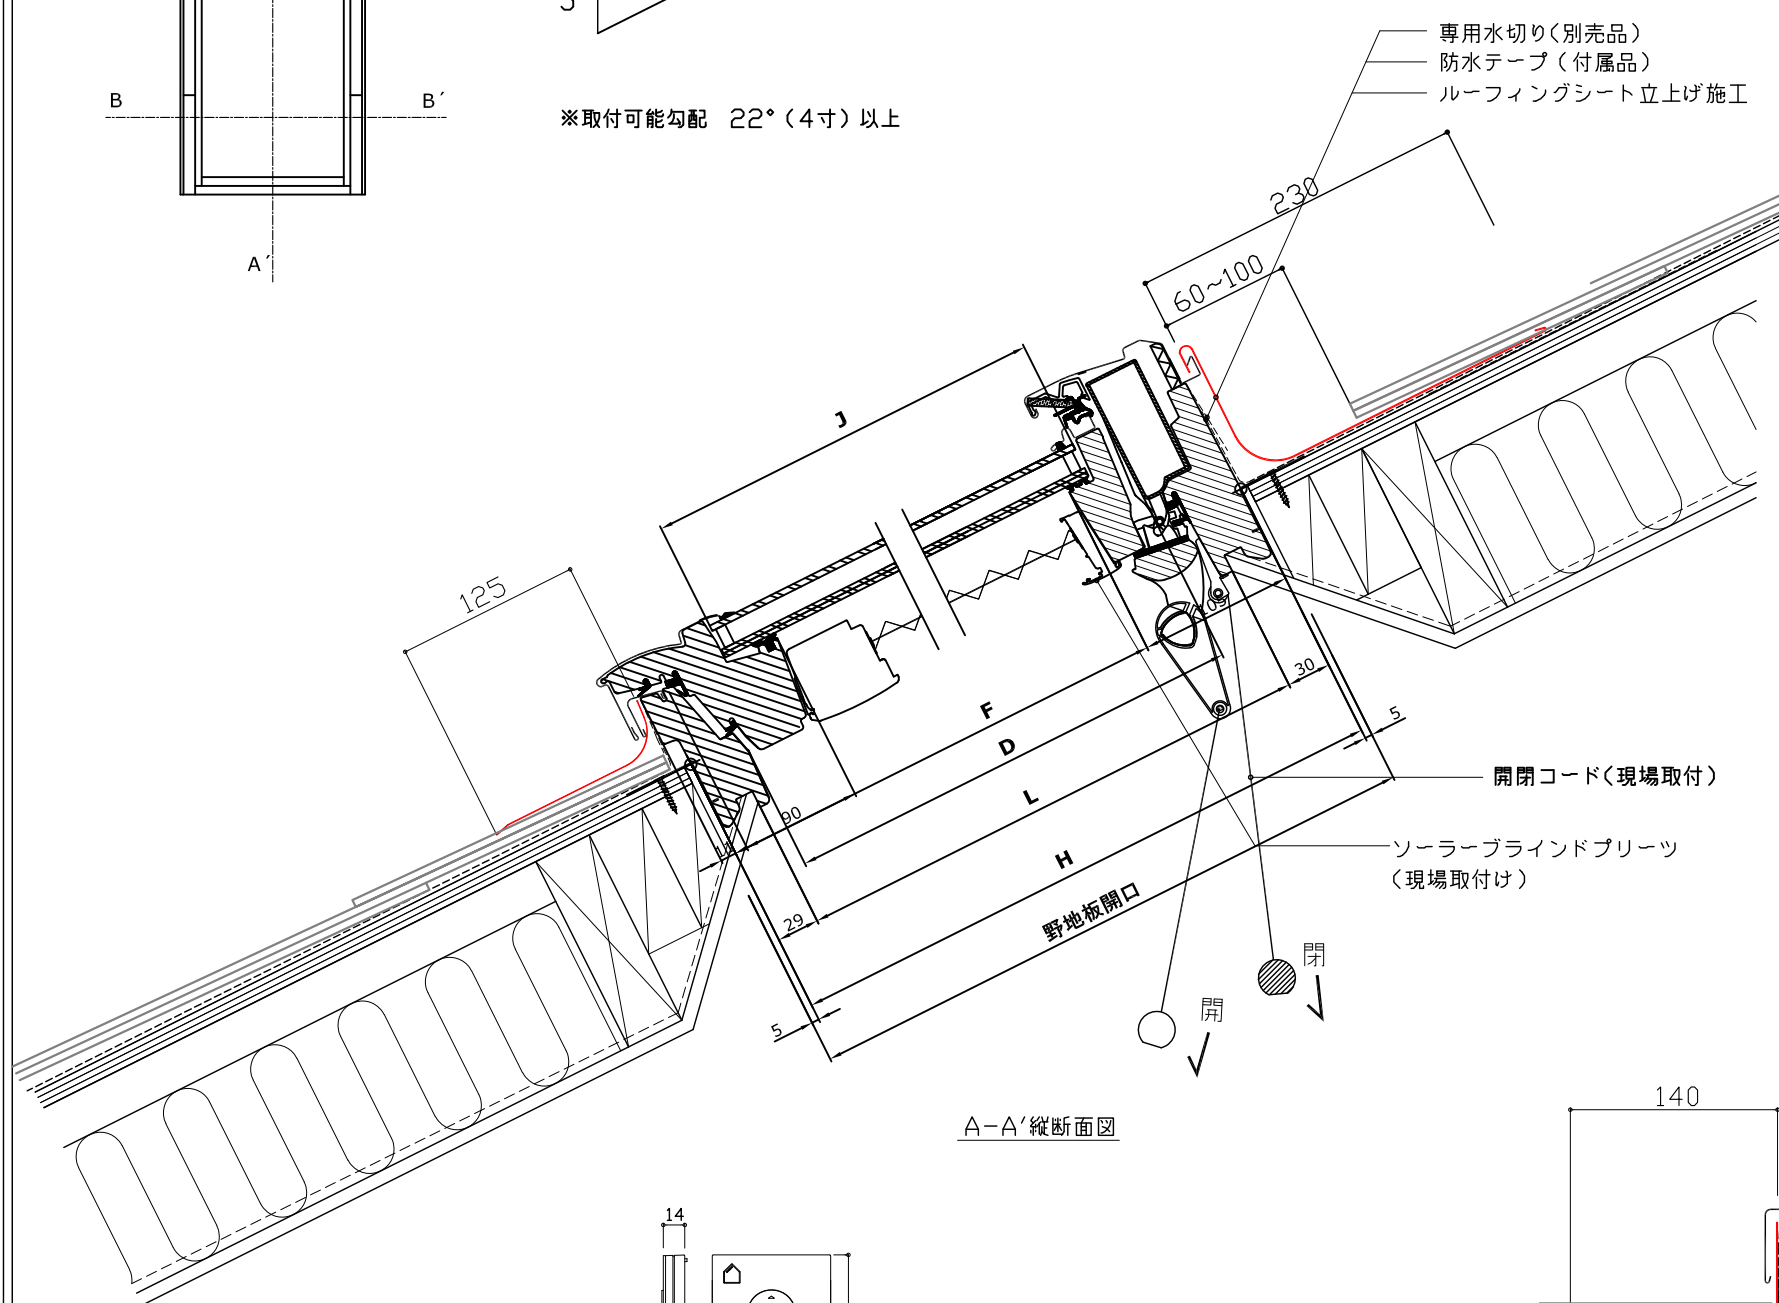 専用水切り(別売品)
防水テープ(付属品)
ルーフィングシート立上げ施工
B
B´
※取付可能勾配 22°(4寸)以上
A´
230
60~100
J
125
F
D
L
H
野地板開口
30
5
90
29
5
開閉コード(現場取付)
ソーラーブラインドプリーツ
(現場取付け)
閉
開
A-A'縦断面図
140
14